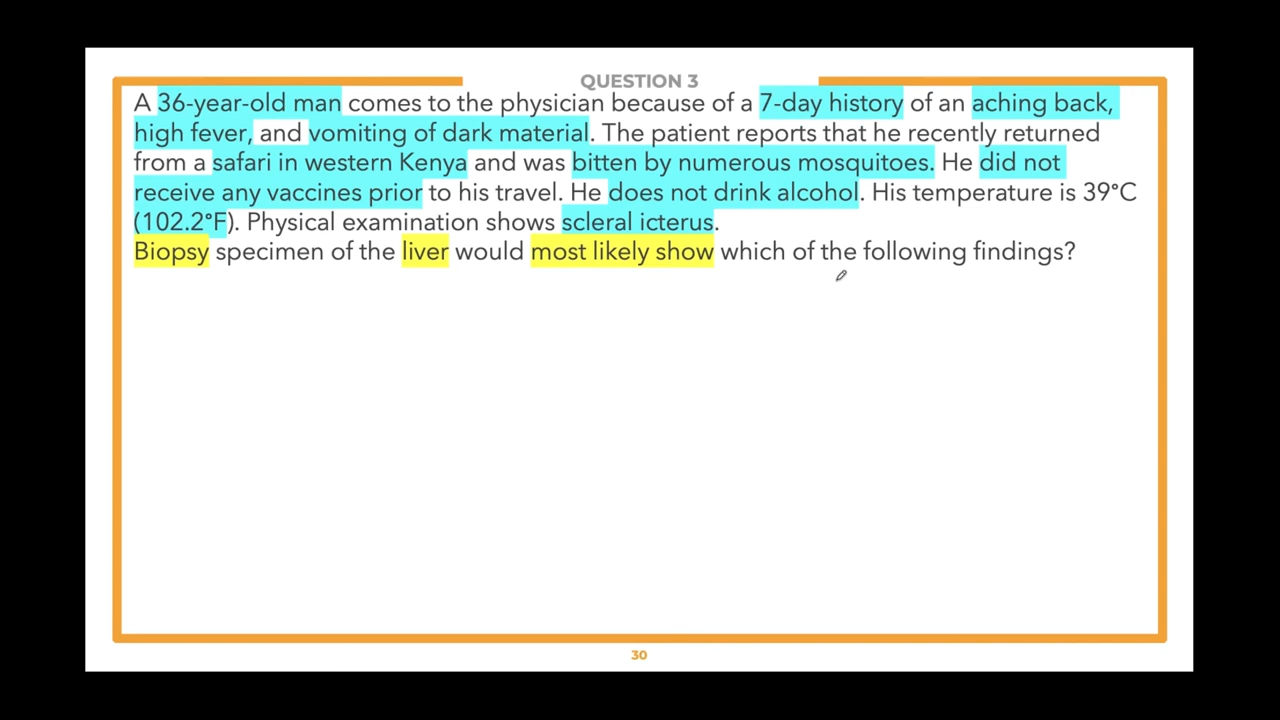 QUESTION 3
A 36-year-old man comes to the physician because of a 7-day history of an aching back,
high fever, and vomiting of dark material. The patient reports that he recently returned
from a safari in western Kenya and was bitten by numerous mosquitoes. He did not
receive any vaccines prior to his travel. He does not drink alcohol. His temperature is 39°C
(102.2°F). Physical examination shows scleral icterus.
Biopsy specimen of the liver would most likely show which of the following findings?
30